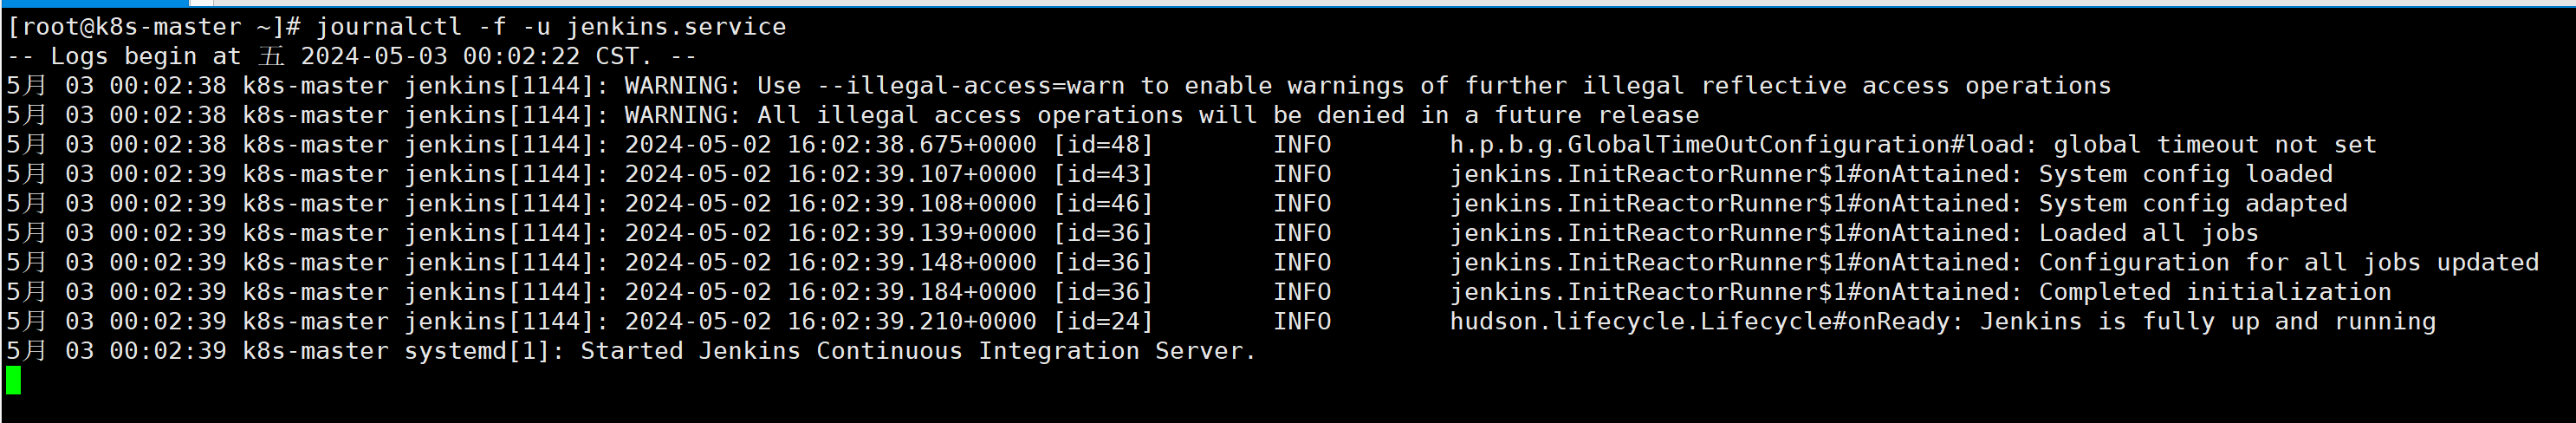 [root@k8s-master ~]# journalctl -f -u jenkins.service
-- Logs begin at 五 2024-05-03 00:02:22 CST. --
5月 03 00:02:38 k8s-master jenkins[1144]: WARNING: Use --illegal-access=warn to enable warnings of further illegal reflective access operations
5月 03 00:02:38 k8s-master jenkins[1144]: WARNING: All illegal access operations will be denied in a future release
5月 03 00:02:38 k8s-master jenkins[1144]: 2024-05-02 16:02:38.675+0000 [id=48]        INFO        h.p.b.g.GlobalTimeOutConfiguration#load: global timeout not set
5月 03 00:02:39 k8s-master jenkins[1144]: 2024-05-02 16:02:39.107+0000 [id=43]        INFO        jenkins.InitReactorRunner$1#onAttained: System config loaded
5月 03 00:02:39 k8s-master jenkins[1144]: 2024-05-02 16:02:39.108+0000 [id=46]        INFO        jenkins.InitReactorRunner$1#onAttained: System config adapted
5月 03 00:02:39 k8s-master jenkins[1144]: 2024-05-02 16:02:39.139+0000 [id=36]        INFO        jenkins.InitReactorRunner$1#onAttained: Loaded all jobs
5月 03 00:02:39 k8s-master jenkins[1144]: 2024-05-02 16:02:39.148+0000 [id=36]        INFO        jenkins.InitReactorRunner$1#onAttained: Configuration for all jobs updated
5月 03 00:02:39 k8s-master jenkins[1144]: 2024-05-02 16:02:39.184+0000 [id=36]        INFO        jenkins.InitReactorRunner$1#onAttained: Completed initialization
5月 03 00:02:39 k8s-master jenkins[1144]: 2024-05-02 16:02:39.210+0000 [id=24]        INFO        hudson.lifecycle.Lifecycle#onReady: Jenkins is fully up and running
5月 03 00:02:39 k8s-master systemd[1]: Started Jenkins Continuous Integration Server.